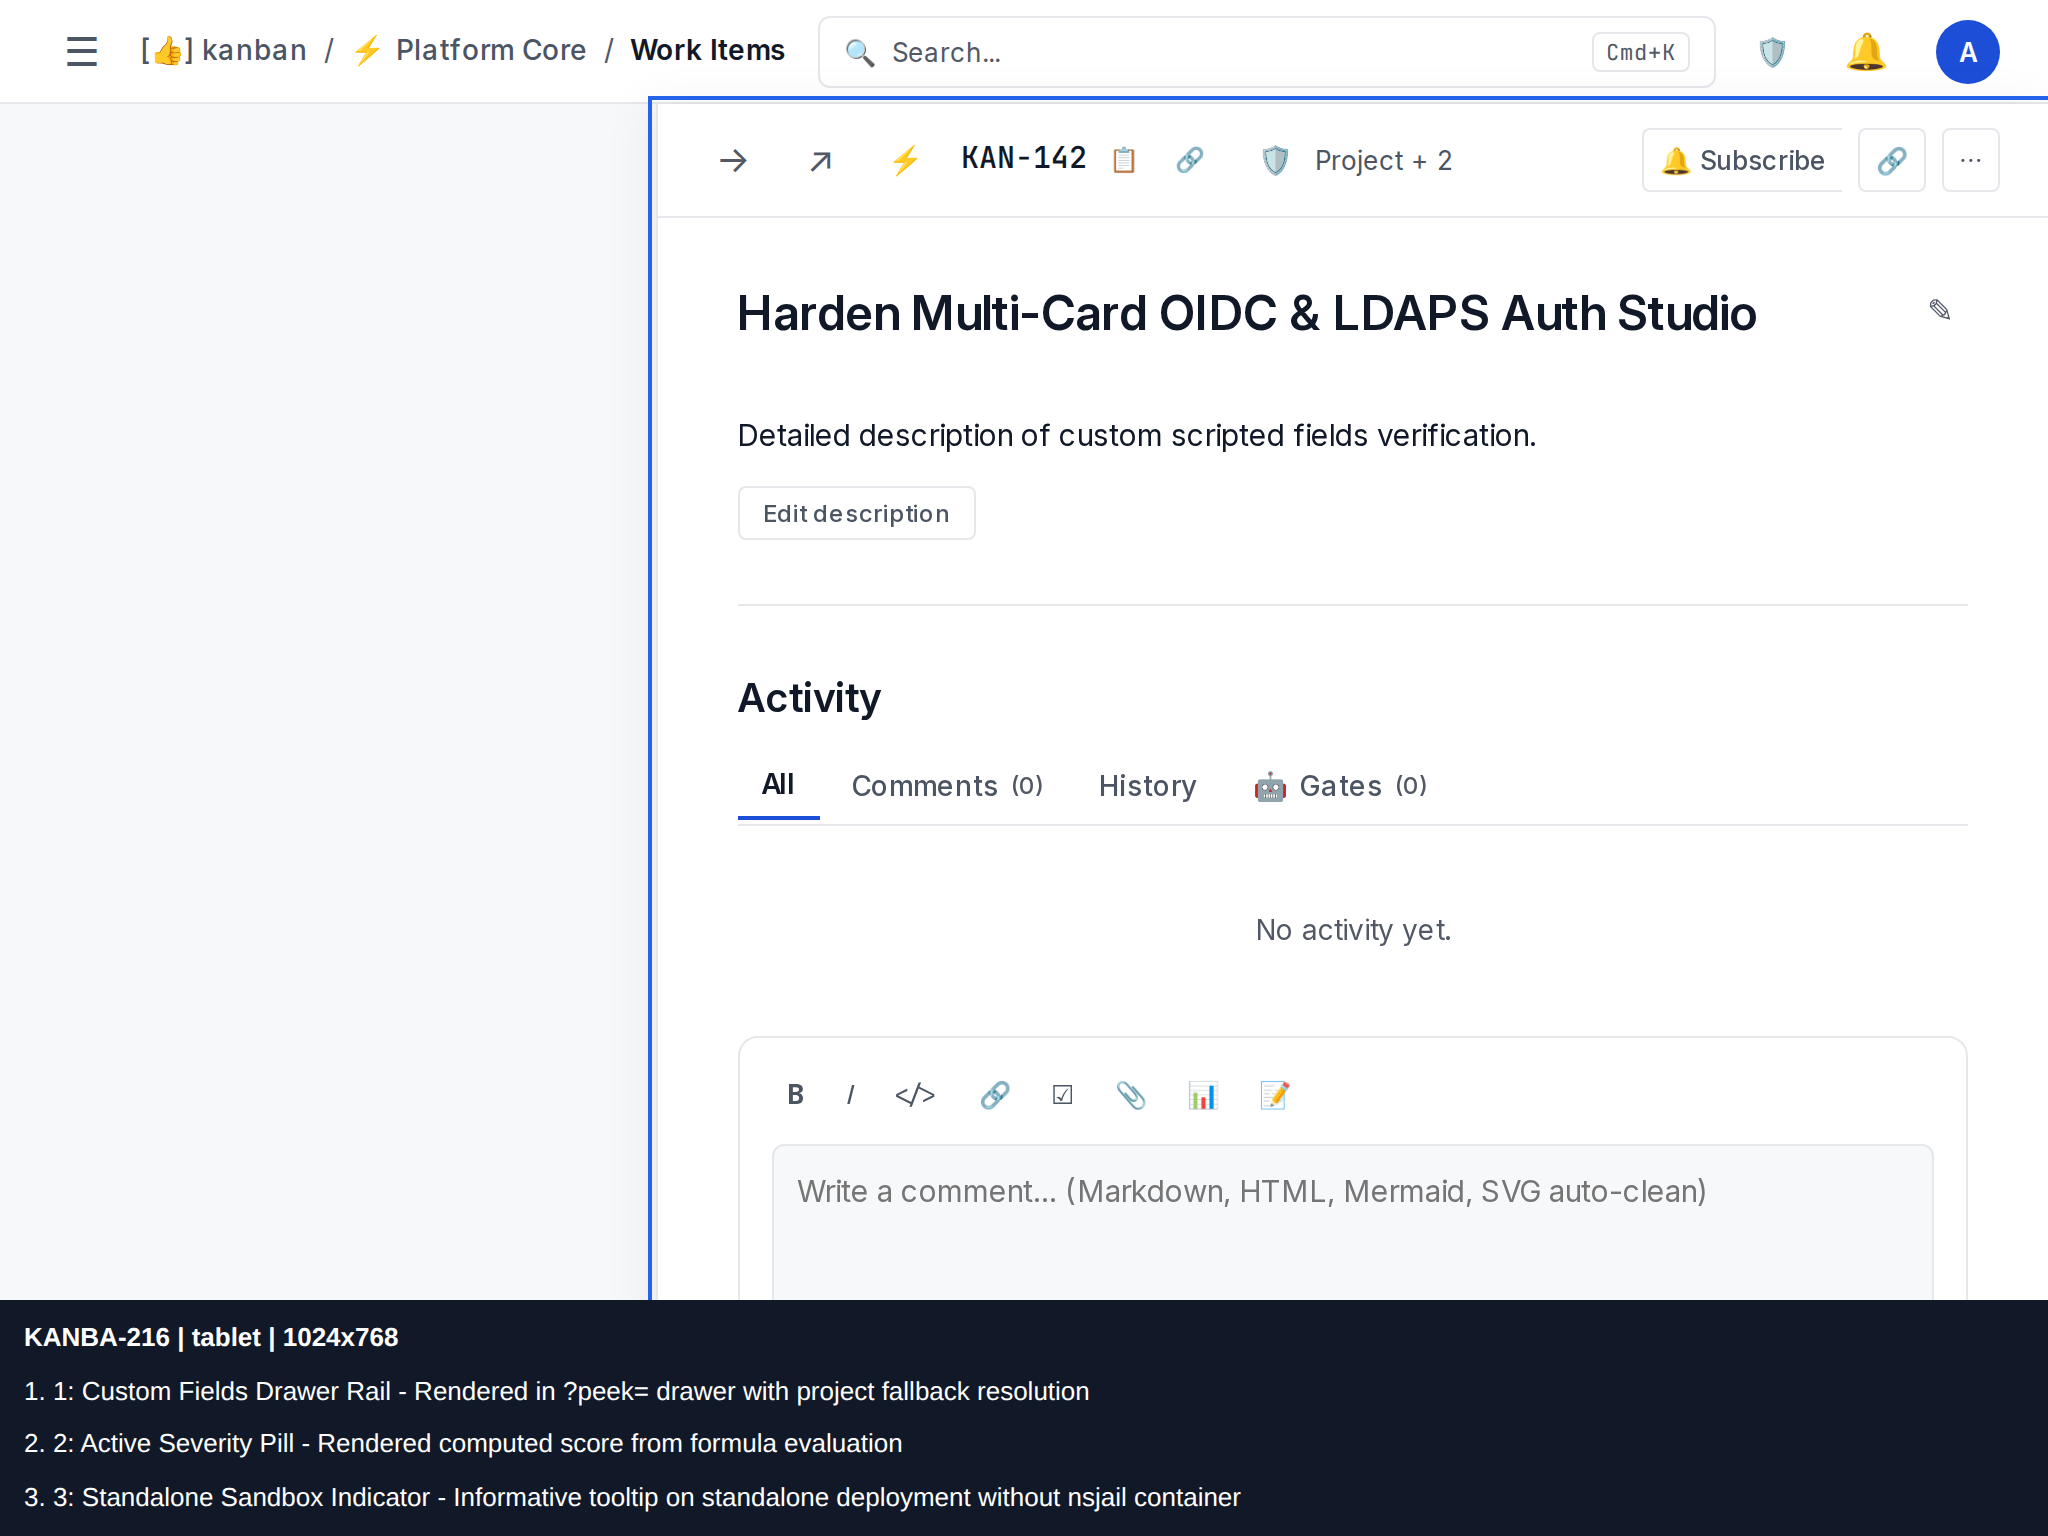 ☰ [👍] kanban / ⚡ Platform Core / Work Items 🔍 Search... Cmd+K 🛡️ 🔔 A
→ ↗ ⚡ KAN-142 📋 🔗 🛡️ Project + 2 🔔 Subscribe 🔗 ···
Harden Multi-Card OIDC & LDAPS Auth Studio ✎
Detailed description of custom scripted fields verification.
Edit description
Activity
All Comments (0) History 🤖 Gates (0)
No activity yet.
B I </> 🔗 ☑ 📎 📊 📝
Write a comment... (Markdown, HTML, Mermaid, SVG auto-clean)
KANBA-216 | tablet | 1024x768
1. 1: Custom Fields Drawer Rail - Rendered in ?peek= drawer with project fallback resolution
2. 2: Active Severity Pill - Rendered computed score from formula evaluation
3. 3: Standalone Sandbox Indicator - Informative tooltip on standalone deployment without nsjail container